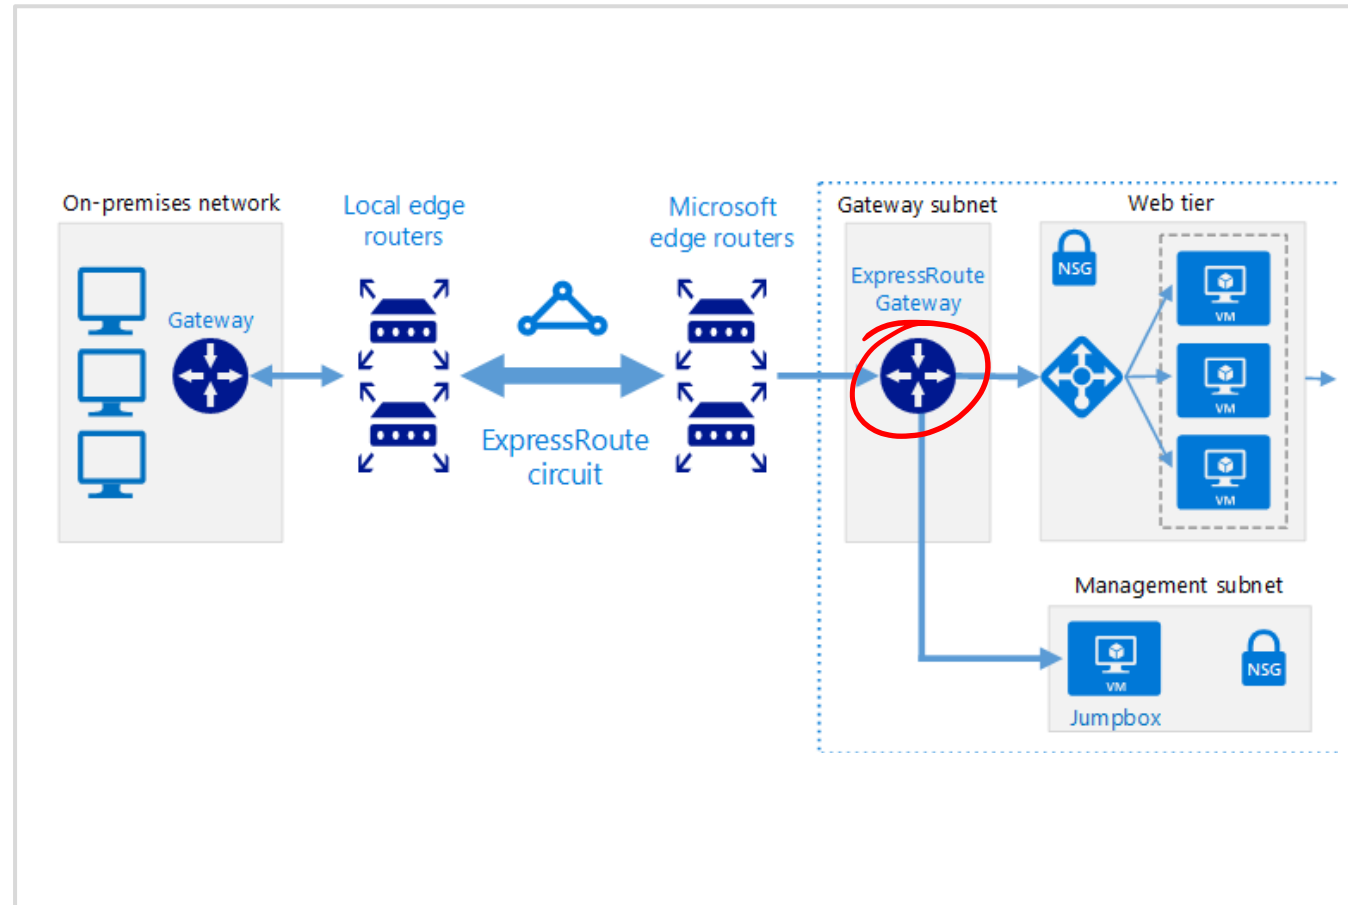 On-premises network
Gateway
Local edge
routers
ExpressRoute
circuit
Microsoft
edge routers
Gateway subnet
ExpressRoute
Gateway
Web tier
NSG
VM
VM
VM
Management subnet
VM
Jumpbox
NSG